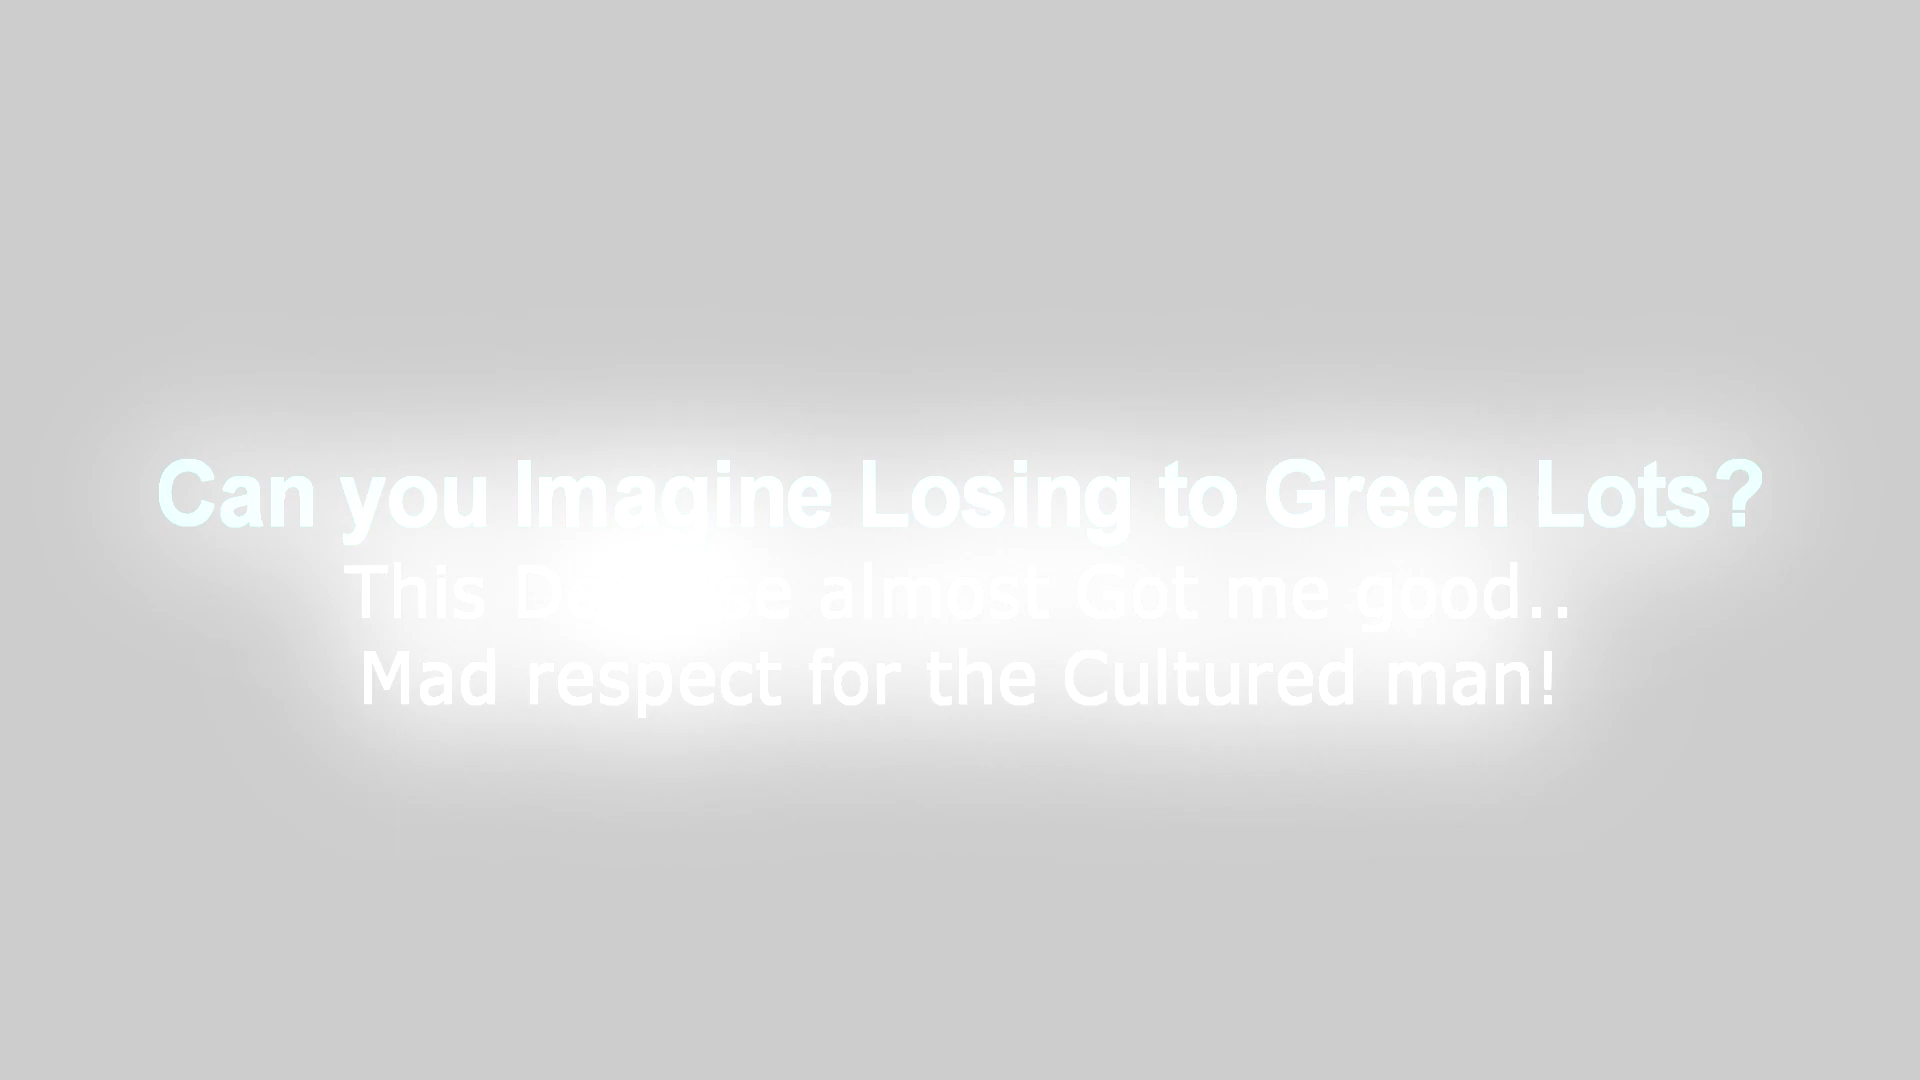 Can you Imagine Losing to Green Lots?
This almost Got me good..
Mad respect for the Cultured man!